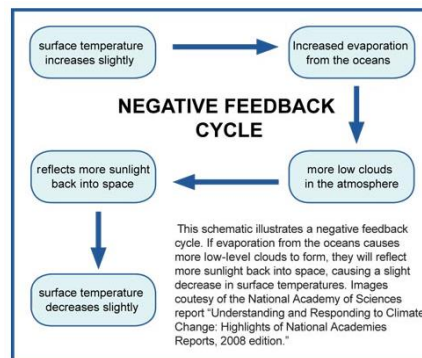 surface temperature
increases slightly
Increased evaporation
from the oceans
NEGATIVE FEEDBACK
CYCLE
reflects more sunlight
back into space
more low clouds
in the atmosphere
surface temperature
decreases slightly
This schematic illustrates a negative feedback
cycle. If evaporation from the oceans causes
more low-level clouds to form, they will reflect
more sunlight back into space, causing a slight
decrease in surface temperatures. Images
coutesy of the National Academy of Sciences
report “Understanding and Responding to Climate
Change: Highlights of National Academies
Reports, 2008 edition.”